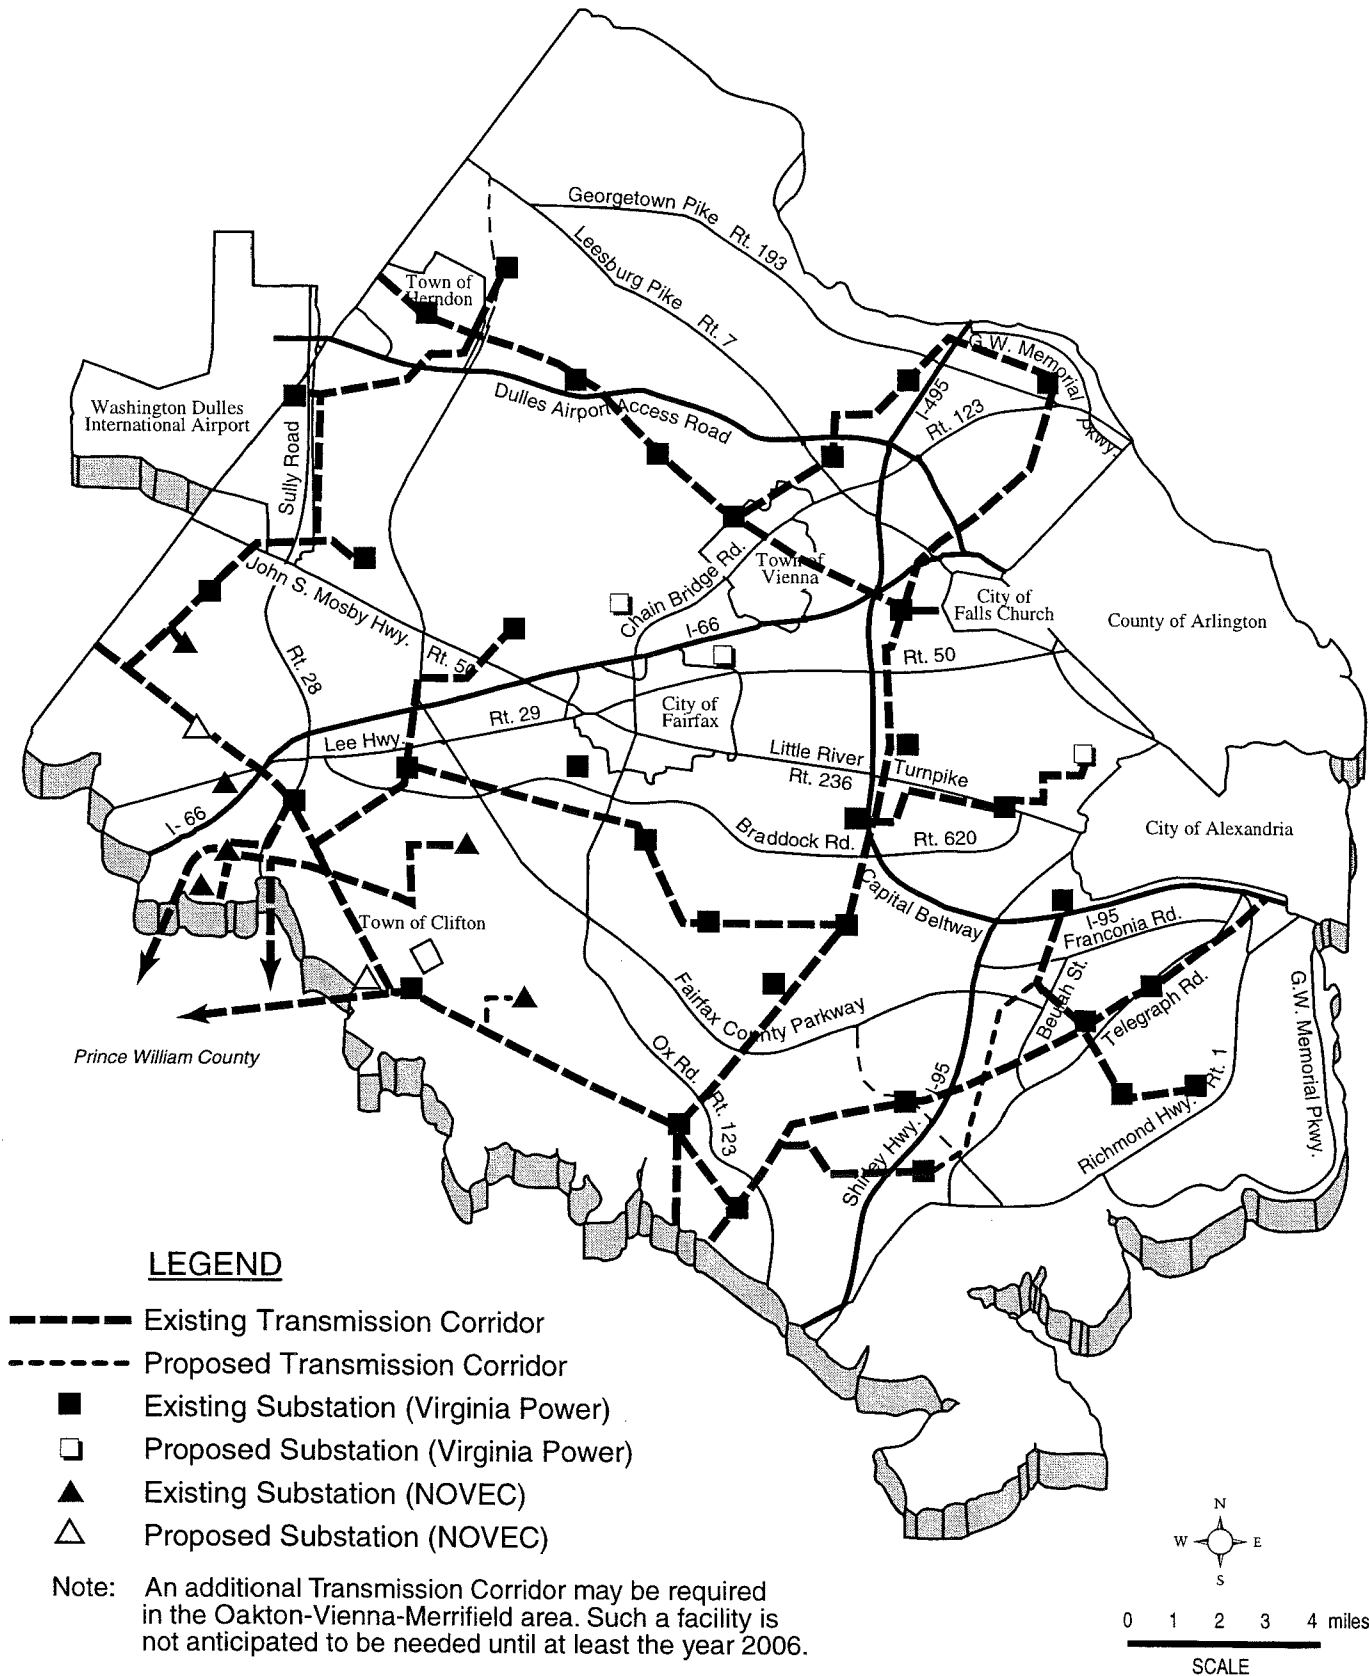 Georgetown Pike Rt. 193
Leesburg Pike Rt. 7
Town of
Herndon
G.W. Memorial Pkwy.
I-495
Rt. 123
Dulles Airport Access Road
Washington Dulles
International Airport
Sully Road
John S. Mosby Hwy. Rt. 50
Chain Bridge Rd.
Town of
Vienna
City of
Falls Church
County of Arlington
I-66
Rt. 50
Rt. 28
Rt. 29
Lee Hwy.
City of
Fairfax
Little River Turnpike
Rt. 236
I-66
Braddock Rd. Rt. 620
City of Alexandria
Capital Beltway
Town of Clifton
I-95
Franconia Rd.
Beulah St.
Telegraph Rd.
G.W. Memorial Pkwy.
Fairfax County Parkway
Ox Rd. Rt. 123
Prince William County
I-95
Shirley Hwy.
Richmond Hwy. Rt. 1
LEGEND
Existing Transmission Corridor
Proposed Transmission Corridor
Existing Substation (Virginia Power)
Proposed Substation (Virginia Power)
Existing Substation (NOVEC)
Proposed Substation (NOVEC)
Note: An additional Transmission Corridor may be required
in the Oakton-Vienna-Merrifield area. Such a facility is
not anticipated to be needed until at least the year 2006.
N
W E
S
0 1 2 3 4 miles
SCALE